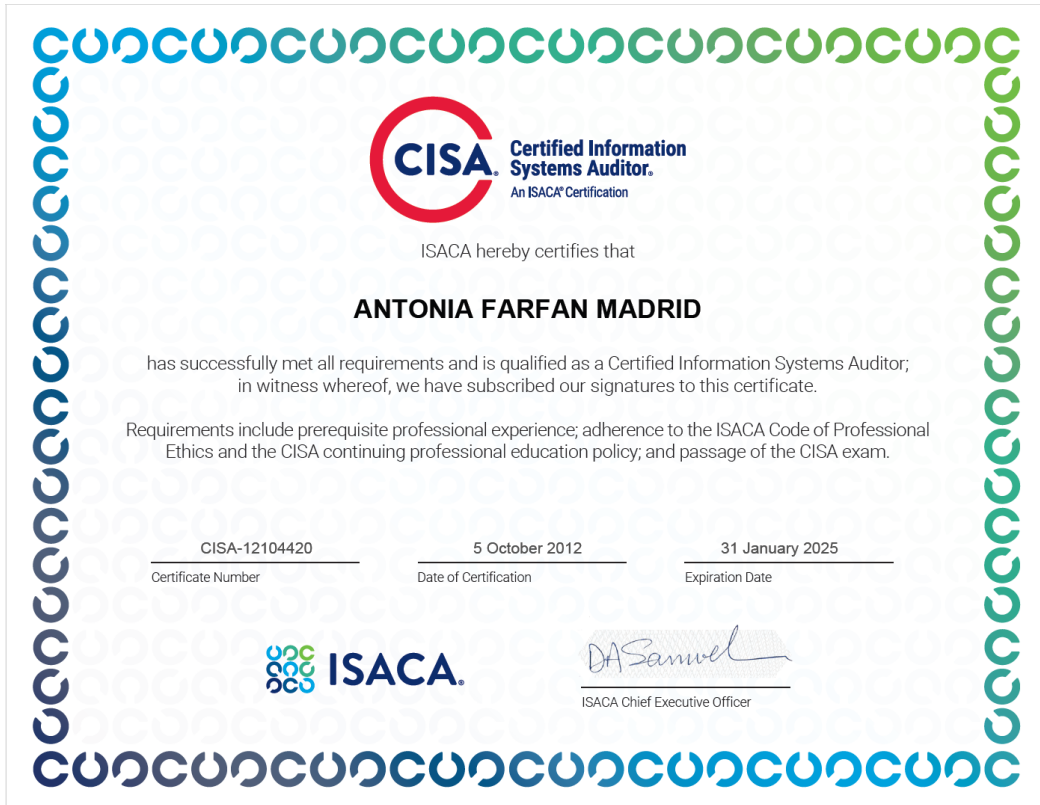 CISA® Certified Information
Systems Auditor®
An ISACA® Certification
ISACA hereby certifies that
ANTONIA FARFAN MADRID
has successfully met all requirements and is qualified as a Certified Information Systems Auditor;
in witness whereof, we have subscribed our signatures to this certificate.
Requirements include prerequisite professional experience; adherence to the ISACA Code of Professional
Ethics and the CISA continuing professional education policy; and passage of the CISA exam.
CISA-12104420 5 October 2012 31 January 2025
Certificate Number Date of Certification Expiration Date
ISACA® DASamuel
ISACA Chief Executive Officer